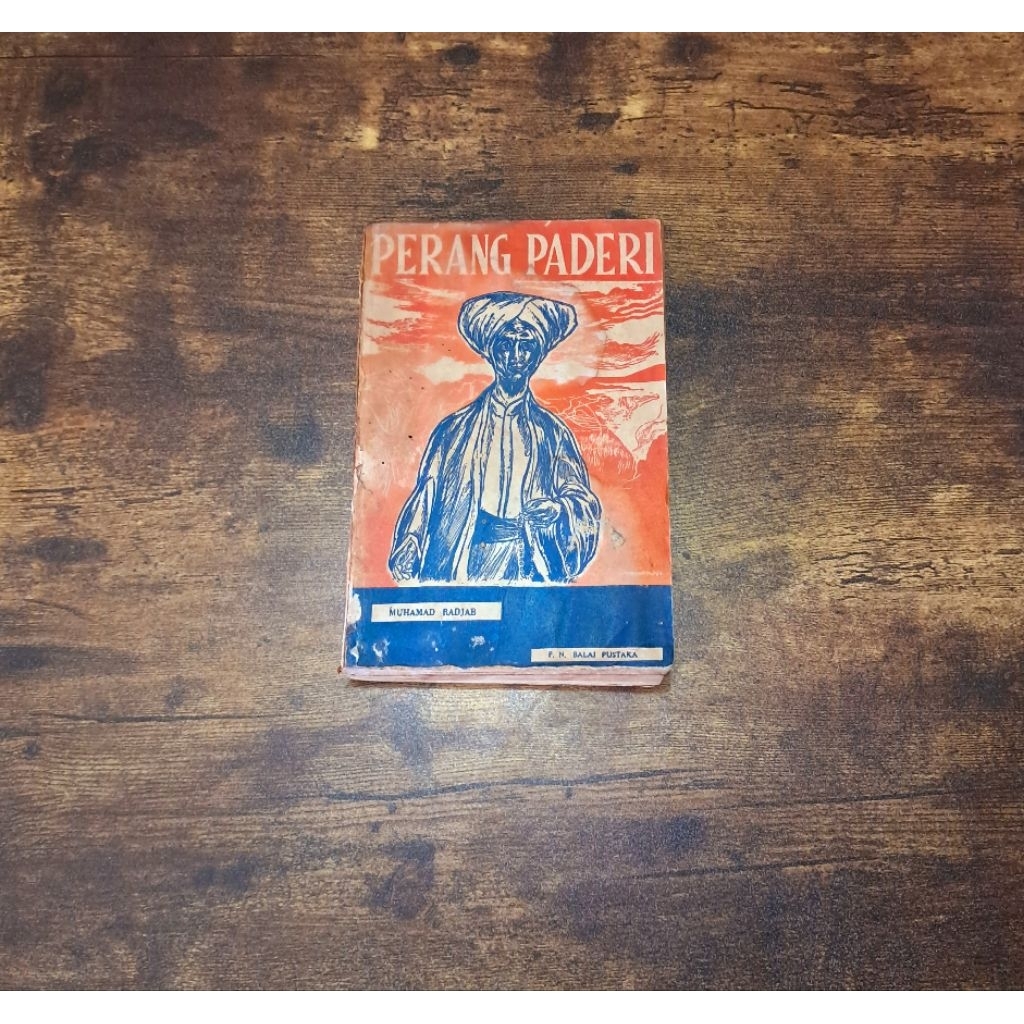 PERANG PADERI
MUHAMAD RADJAB
P. N. BALAI PUSTAKA